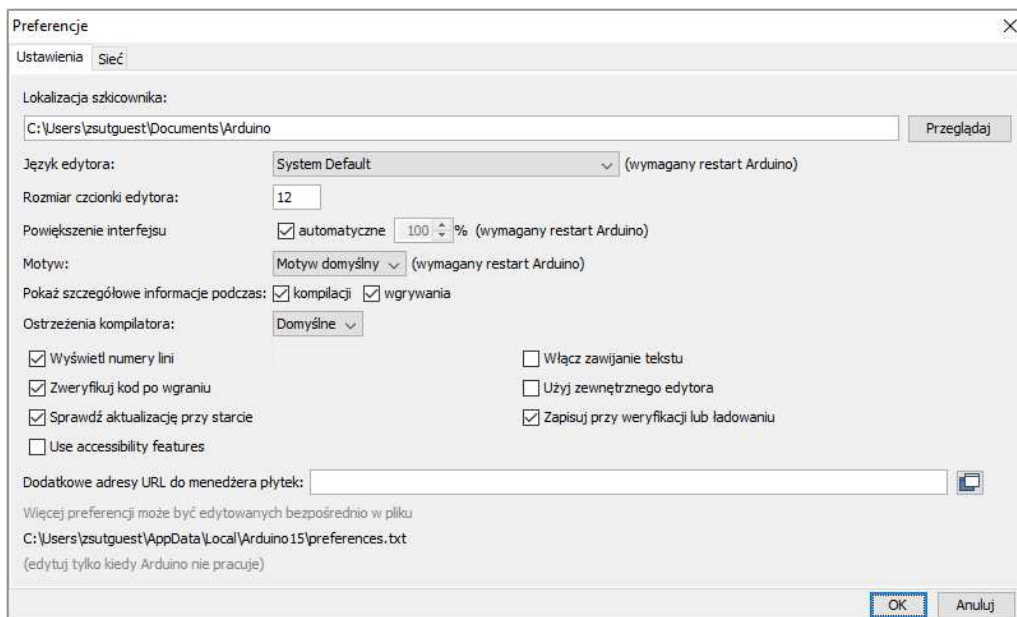 Preferencje
Ustawienia Sieć
Lokalizacja szkicownika:
C:\Users\zsutguest\Documents\Arduino Przeglądaj
Język edytora: System Default (wymagany restart Arduino)
Rozmiar czcionki edytora: 12
Powiększenie interfejsu automatyczne 100 % (wymagany restart Arduino)
Motyw: Motyw domyślny (wymagany restart Arduino)
Pokaż szczegółowe informacje podczas: kompilacji wgrywania
Ostrzeżenia kompilatora: Domyślne
Wyświetl numery lini Włącz zawijanie tekstu
Zweryfikuj kod po wgraniu Użyj zewnętrznego edytora
Sprawdź aktualizację przy starcie Zapisuj przy weryfikacji lub ładowaniu
Use accessibility features
Dodatkowe adresy URL do menedżera płytek:
Więcej preferencji może być edytowanych bezpośrednio w pliku
C:\Users\zsutguest\AppData\Local\Arduino15\preferences.txt
(edytuj tylko kiedy Arduino nie pracuje)
OK Anuluj